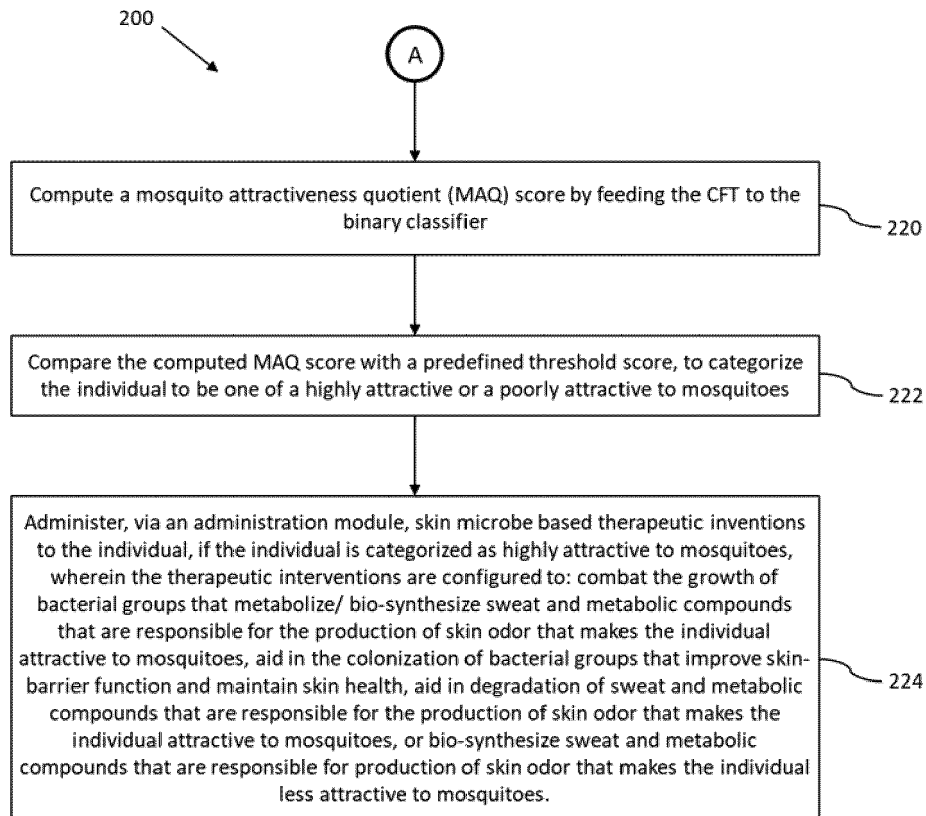 200
A
Compute a mosquito attractiveness quotient (MAQ) score by feeding the CFT to the
binary classifier
220
Compare the computed MAQ score with a predefined threshold score, to categorize
the individual to be one of a highly attractive or a poorly attractive to mosquitoes
222
Administer, via an administration module, skin microbe based therapeutic inventions
to the individual, if the individual is categorized as highly attractive to mosquitoes,
wherein the therapeutic interventions are configured to: combat the growth of
bacterial groups that metabolize/ bio-synthesize sweat and metabolic compounds
that are responsible for the production of skin odor that makes the individual
attractive to mosquitoes, aid in the colonization of bacterial groups that improve skin-
barrier function and maintain skin health, aid in degradation of sweat and metabolic
compounds that are responsible for the production of skin odor that makes the
individual attractive to mosquitoes, or bio-synthesize sweat and metabolic
compounds that are responsible for production of skin odor that makes the individual
less attractive to mosquitoes.
224